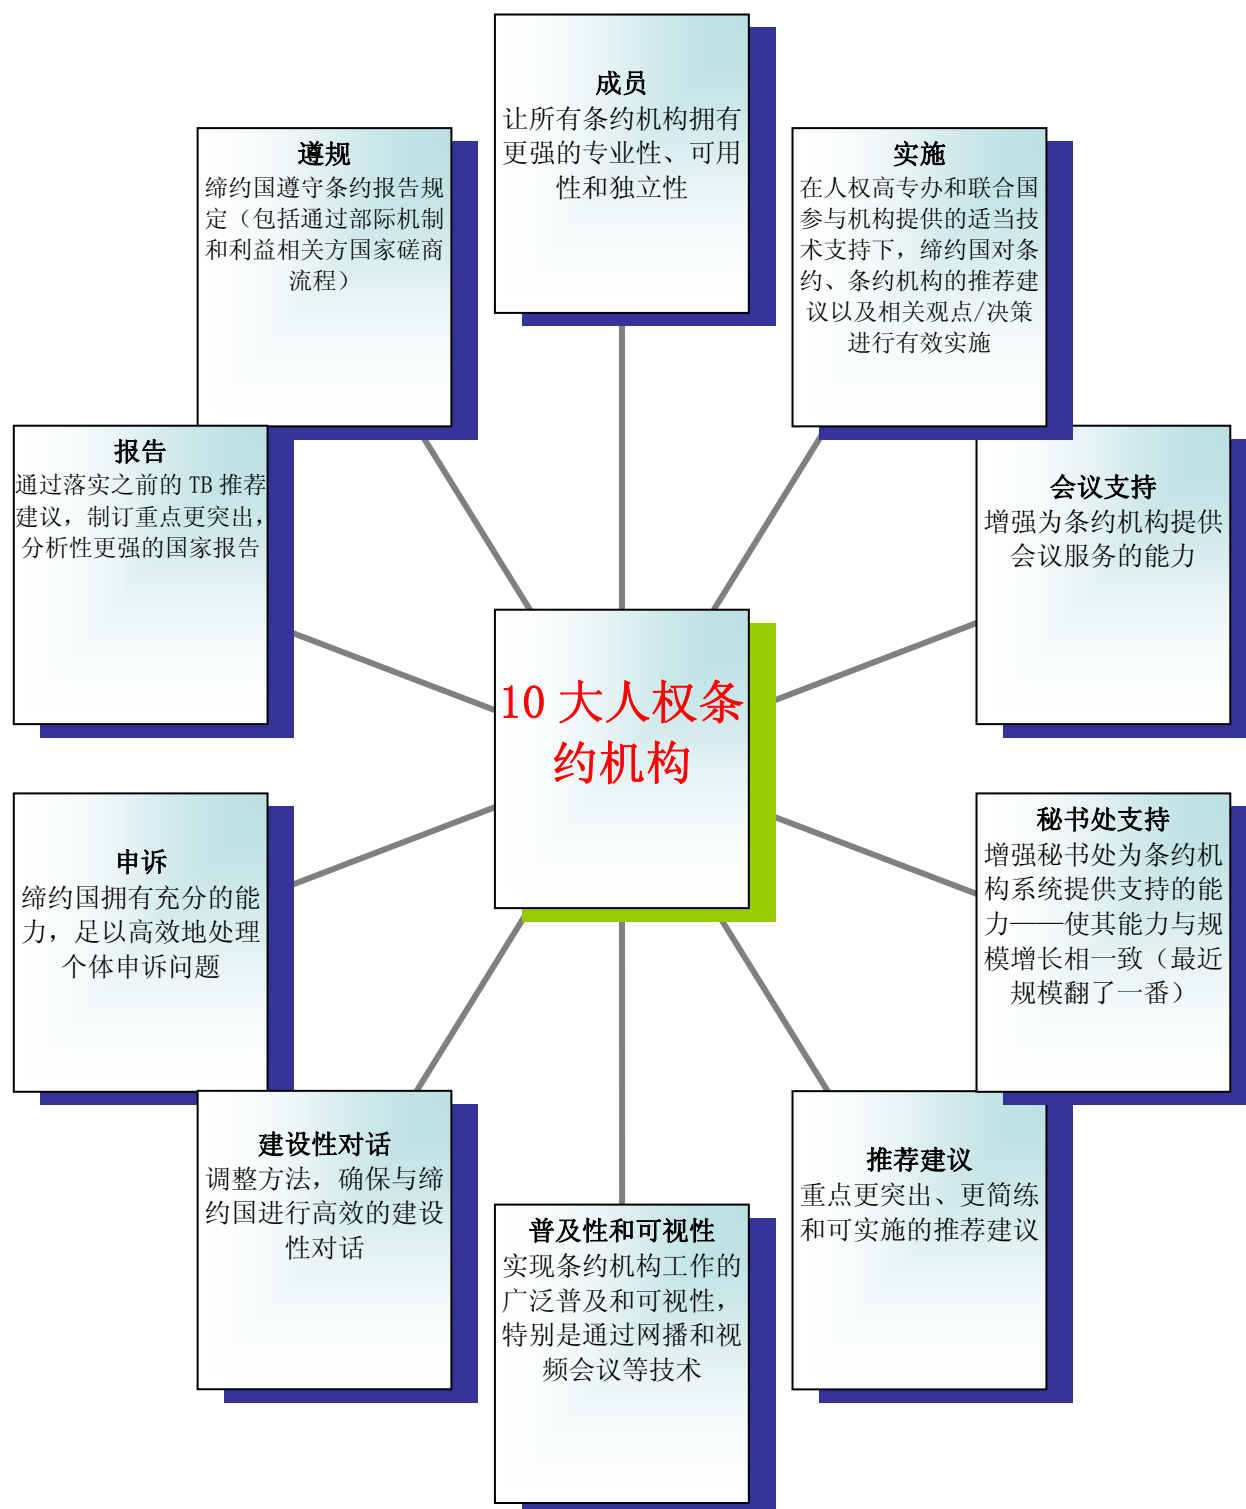 成员
让所有条约机构拥有
更强的专业性、可用
性和独立性
遵规
缔约国遵守条约报告规
定（包括通过部际机制
和利益相关方国家磋商
流程）
实施
在人权高专办和联合国
参与机构提供的适当技
术支持下，缔约国对条
约、条约机构的推荐建
议以及相关观点/决策
进行有效实施
报告
通过落实之前的 TB 推荐
建议，制订重点更突出，
分析性更强的国家报告
会议支持
增强为条约机构提供
会议服务的能力
10 大人权条
约机构
申诉
缔约国拥有充分的能
力，足以高效地处理
个体申诉问题
秘书处支持
增强秘书处为条约机
构系统提供支持的能
力——使其能力与规
模增长相一致（最近
规模翻了一番）
建设性对话
调整方法，确保与缔
约国进行高效的建设
性对话
推荐建议
重点更突出、更简练
和可实施的推荐建议
普及性和可视性
实现条约机构工作的
广泛普及和可视性，
特别是通过网播和视
频会议等技术